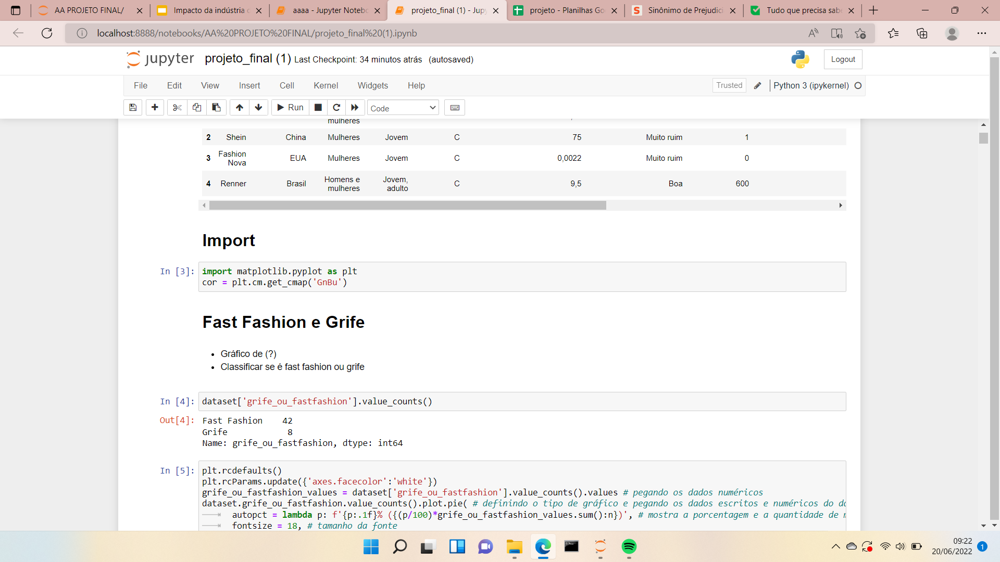 AA PROJETO FINAL/
Impacto da indústria
aaaa - Jupyter Notebo
projeto_final (1) - Jupy
projeto - Planilhas Go
Sinônimo de Prejudici
Tudo que precisa sabe
localhost:8888/notebooks/AA%20PROJETO%20FINAL/projeto_final%20(1).ipynb
jupyter projeto_final (1) Last Checkpoint: 34 minutos atrás (autosaved)
Logout
File Edit View Insert Cell Kernel Widgets Help
Trusted
Python 3 (ipykernel)
Run
Code
mulheres
2 Shein China Mulheres Jovem C 75 Muito ruim 1
3 Fashion Nova EUA Mulheres Jovem C 0,0022 Muito ruim 0
4 Renner Brasil Homens e mulheres Jovem, adulto C 9,5 Boa 600
Import
In [3]: import matplotlib.pyplot as plt
cor = plt.cm.get_cmap('GnBu')
Fast Fashion e Grife
• Gráfico de (?)
• Classificar se é fast fashion ou grife
In [4]: dataset['grife_ou_fastfashion'].value_counts()
Out[4]: Fast Fashion 42
Grife 8
Name: grife_ou_fastfashion, dtype: int64
In [5]: plt.rcdefaults()
plt.rcParams.update({'axes.facecolor':'white'})
grife_ou_fastfashion_values = dataset['grife_ou_fastfashion'].value_counts().values # pegando os dados numéricos
dataset.grife_ou_fastfashion.value_counts().plot.pie( # definindo o tipo de gráfico e pegando os dados escritos e numéricos do
autopct = lambda p: f'{p:.1f}% ({(p/100)*grife_ou_fastfashion_values.sum():n})', # mostra a porcentagem e a quantidade de
fontsize = 18, # tamanho da fonte
09:22
20/06/2022
1